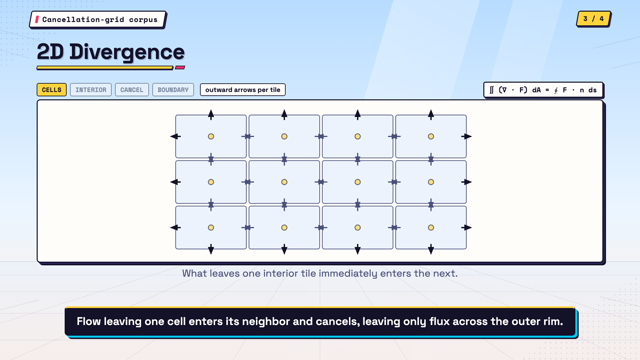 Cancellation-grid corpus
3 / 4
2D Divergence
CELLS
INTERIOR
CANCEL
BOUNDARY
outward arrows per tile
∬ (∇ · F) dA = ∮ F · n ds
What leaves one interior tile immediately enters the next.
Flow leaving one cell enters its neighbor and cancels, leaving only flux across the outer rim.